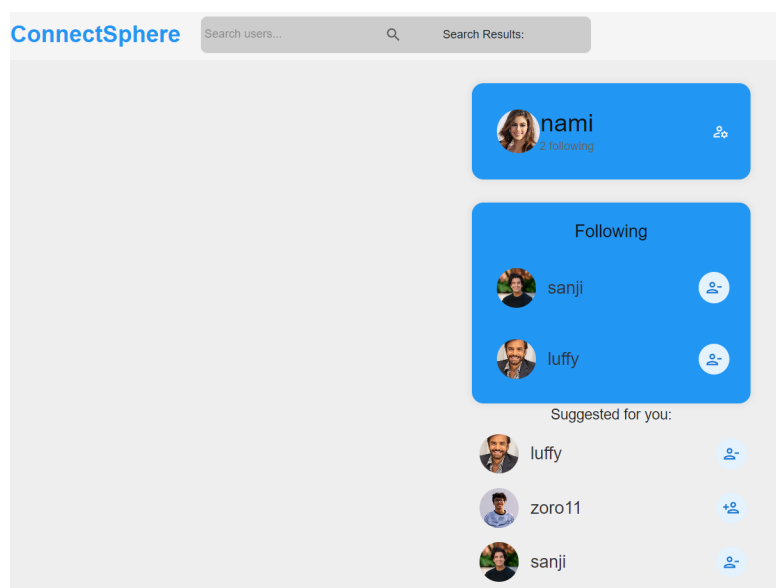 ConnectSphere
Search users...
Search Results:
nami
2 following
Following
sanji
luffy
Suggested for you:
luffy
zoro11
sanji